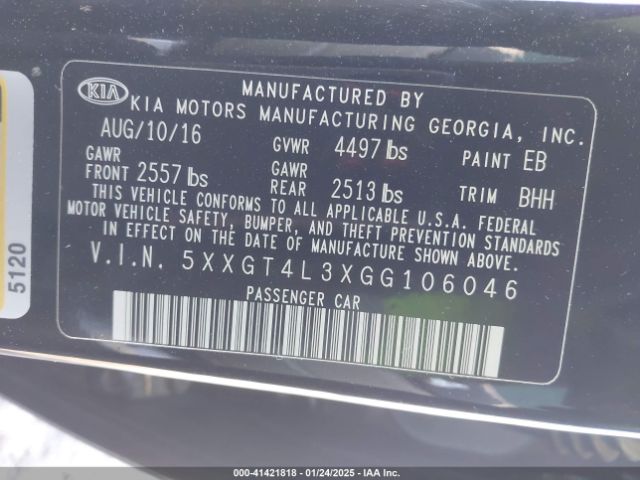 KIA
MANUFACTURED BY
KIA MOTORS MANUFACTURING GEORGIA, INC.
AUG/10/16 GVWR 4497 lbs PAINT EB
GAWR FRONT 2557 lbs GAWR REAR 2513 lbs TRIM BHH
THIS VEHICLE CONFORMS TO ALL APPLICABLE U.S.A. FEDERAL
MOTOR VEHICLE SAFETY, BUMPER, AND THEFT PREVENTION STANDARDS
IN EFFECT ON THE DATE OF MANUFACTURE SHOWN ABOVE.
V.I.N. 5XXGT4L3XGG106046
PASSENGER CAR
5120
000-41421818 - 01/24/2025 - IAAI.COM